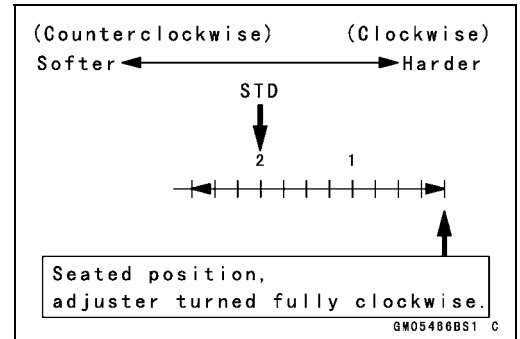 (Counterclockwise) (Clockwise)
Softer Harder
STD
2 1
Seated position,
adjuster turned fully clockwise.
GM05466BS1 C